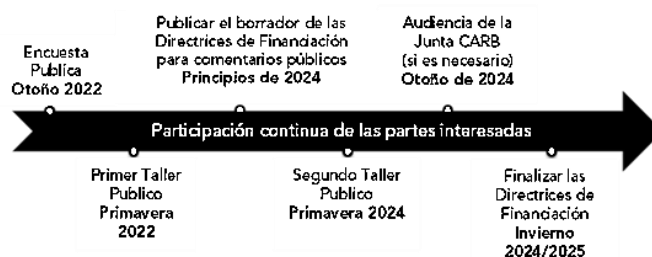 Encuesta
Publica
Otoño 2022
Publicar el borrador de las
Directrices de Financiación
para comentarios públicos
Principios de 2024
Audiencia de la
Junta CARB
(si es necesario)
Otoño de 2024
Participación continua de las partes interesadas
Primer Taller
Publico
Primavera
2022
Segundo Taller
Publico
Primavera 2024
Finalizar las
Directrices de
Financiación
Invierno
2024/2025